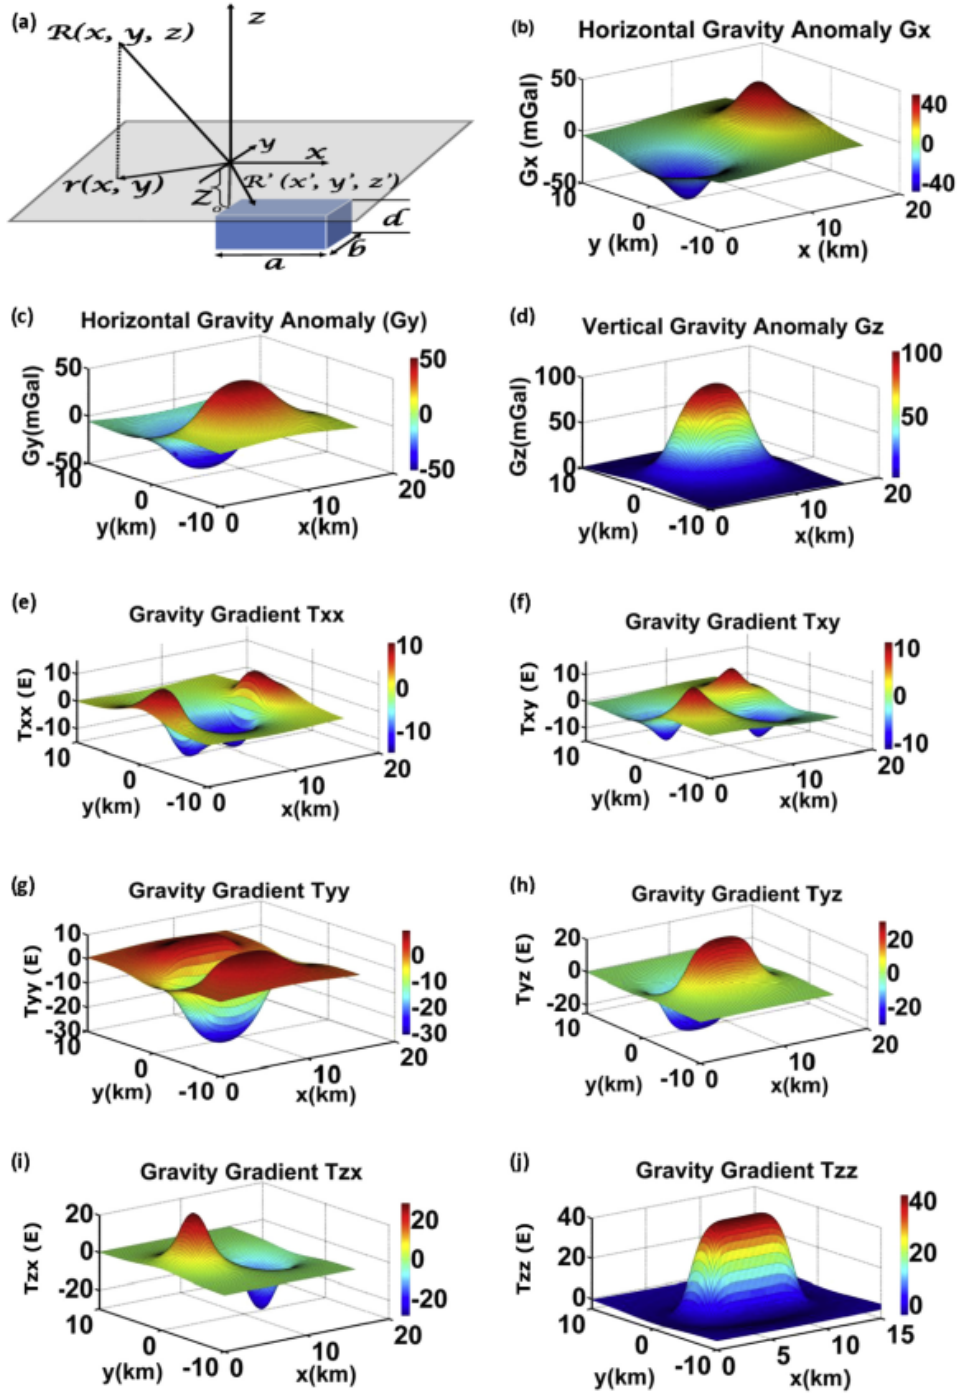 (a)
z
R(x, y, z)
y
x
r(x, y)
R'(x', y', z')
Z₀
d
b
a
(b)
Horizontal Gravity Anomaly Gx
Gx (mGal)
50
0
-50
10
0
-10
y (km)
0
10
20
x (km)
40
0
-40
(c)
Horizontal Gravity Anomaly (Gy)
Gy(mGal)
50
0
-50
10
0
-10
y(km)
0
10
20
x(km)
50
0
-50
(d)
Vertical Gravity Anomaly Gz
Gz(mGal)
100
50
0
10
0
-10
y(km)
0
10
20
x(km)
100
50
(e)
Gravity Gradient Txx
Txx (E)
10
0
-10
10
0
-10
y(km)
0
10
20
x(km)
10
0
-10
(f)
Gravity Gradient Txy
Txy (E)
10
0
-10
10
0
-10
y(km)
0
10
20
x(km)
10
0
-10
(g)
Gravity Gradient Tyy
Tyy (E)
10
0
-10
-20
-30
10
0
-10
y(km)
0
10
20
x(km)
0
-10
-20
-30
(h)
Gravity Gradient Tyz
Tyz (E)
20
0
-20
10
0
-10
y(km)
0
10
20
x(km)
20
0
-20
(i)
Gravity Gradient Tzx
Tzx (E)
20
0
-20
10
0
-10
y(km)
0
10
20
x(km)
20
0
-20
(j)
Gravity Gradient Tzz
Tzz (E)
40
20
0
10
0
-10
y(km)
0
5
10
15
x(km)
40
20
0